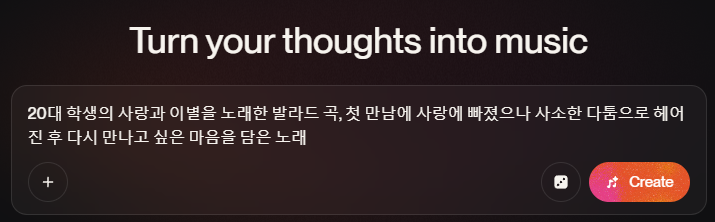 Turn your thoughts into music
20대 학생의 사랑과 이별을 노래한 발라드 곡, 첫 만남에 사랑에 빠졌으나 사소한 다툼으로 헤어
진 후 다시 만나고 싶은 마음을 담은 노래
Create